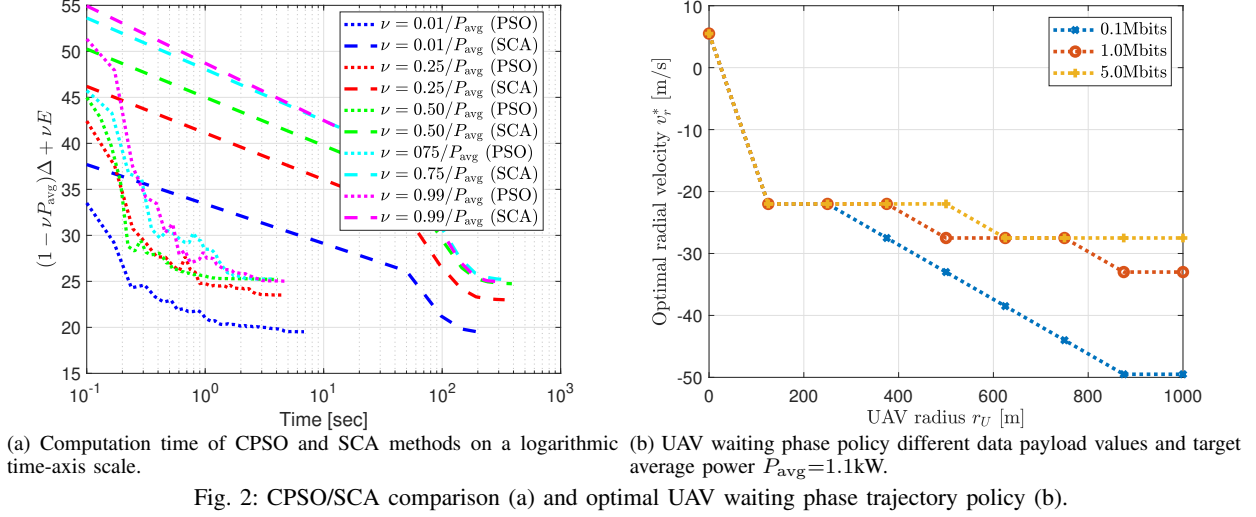 (1 − νP_avg)Δ + νE
55
50
45
40
35
30
25
20
15
10^-1
10^0
10^1
10^2
10^3
Time [sec]
ν = 0.01/P_avg (PSO)
ν = 0.01/P_avg (SCA)
ν = 0.25/P_avg (PSO)
ν = 0.25/P_avg (SCA)
ν = 0.50/P_avg (PSO)
ν = 0.50/P_avg (SCA)
ν = 075/P_avg (PSO)
ν = 0.75/P_avg (SCA)
ν = 0.99/P_avg (PSO)
ν = 0.99/P_avg (SCA)
Optimal radial velocity v_r^* [m/s]
10
0
-10
-20
-30
-40
-50
0
200
400
600
800
1000
UAV radius r_U [m]
0.1Mbits
1.0Mbits
5.0Mbits
(a) Computation time of CPSO and SCA methods on a logarithmic
time-axis scale.
(b) UAV waiting phase policy different data payload values and target
average power P_avg=1.1kW.
Fig. 2: CPSO/SCA comparison (a) and optimal UAV waiting phase trajectory policy (b).